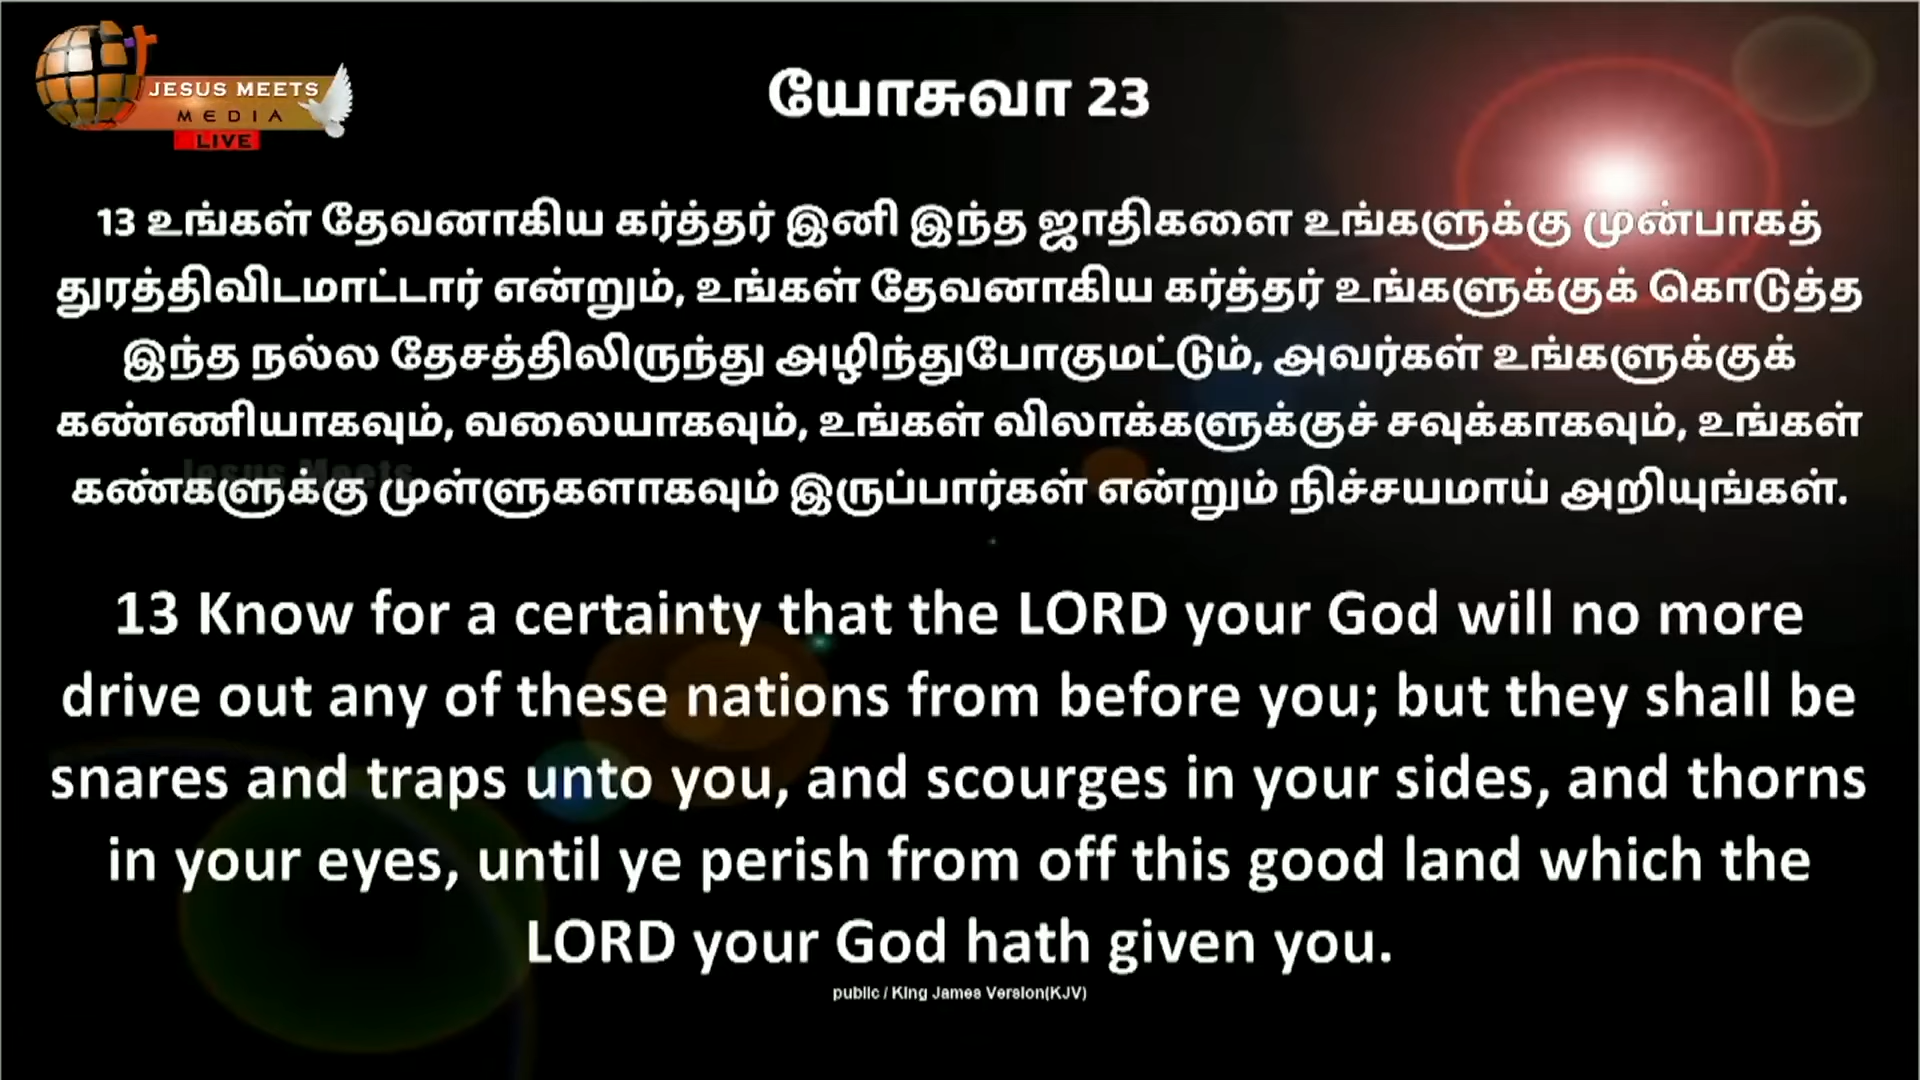 JESUS MEETS
MEDIA
LIVE
யோசுவா 23
13 உங்கள் தேவனாகிய கர்த்தர் இனி இந்த ஜாதிகளை உங்களுக்கு முன்பாகத்
துரத்திவிடமாட்டார் என்றும், உங்கள் தேவனாகிய கர்த்தர் உங்களுக்குக் கொடுத்த
இந்த நல்ல தேசத்திலிருந்து அழிந்துபோகுமட்டும், அவர்கள் உங்களுக்குக்
கண்ணியாகவும், வலையாகவும், உங்கள் விலாக்களுக்குச் சவுக்காகவும், உங்கள்
Jesus Meets
கண்களுக்கு முள்ளுகளாகவும் இருப்பார்கள் என்றும் நிச்சயமாய் அறியுங்கள்.
13 Know for a certainty that the LORD your God will no more
drive out any of these nations from before you; but they shall be
snares and traps unto you, and scourges in your sides, and thorns
in your eyes, until ye perish from off this good land which the
LORD your God hath given you.
public / King James Version(KJV)